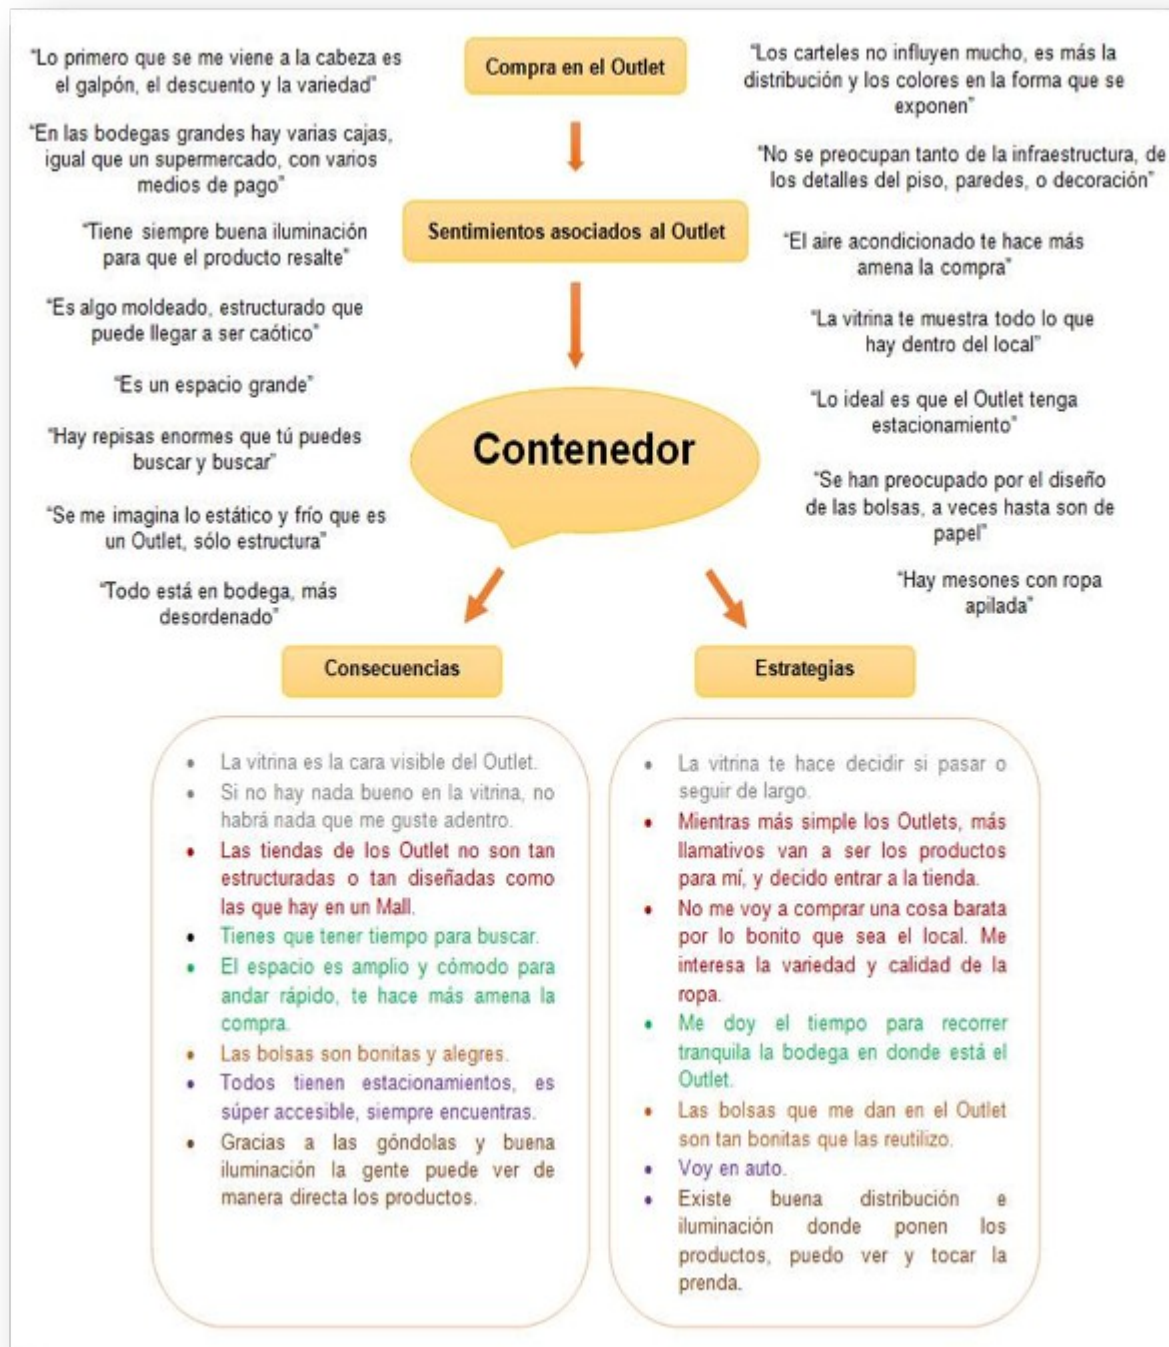 Compra en el Outlet
“Lo primero que se me viene a la cabeza es
el galpón, el descuento y la variedad”
“En las bodegas grandes hay varias cajas,
igual que un supermercado, con varios
medios de pago”
“Tiene siempre buena iluminación
para que el producto resalte”
“Es algo moldeado, estructurado que
puede llegar a ser caótico”
“Es un espacio grande”
“Hay repisas enormes que tú puedes
buscar y buscar”
“Se me imagina lo estático y frío que es
un Outlet, sólo estructura”
“Todo está en bodega, más
desordenado”
Sentimientos asociados al Outlet
Contenedor
“Los carteles no influyen mucho, es más la
distribución y los colores en la forma que se
exponen”
“No se preocupan tanto de la infraestructura, de
los detalles del piso, paredes, o decoración”
“El aire acondicionado te hace más
amena la compra”
“La vitrina te muestra todo lo que
hay dentro del local”
“Lo ideal es que el Outlet tenga
estacionamiento”
“Se han preocupado por el diseño
de las bolsas, a veces hasta son de
papel”
“Hay mesones con ropa
apilada”
Consecuencias
• La vitrina es la cara visible del Outlet.
• Si no hay nada bueno en la vitrina, no
habrá nada que me guste adentro.
• Las tiendas de los Outlet no son tan
estructuradas o tan diseñadas como
las que hay en un Mall.
• Tienes que tener tiempo para buscar.
• El espacio es amplio y cómodo para
andar rápido, te hace más amena la
compra.
• Las bolsas son bonitas y alegres.
• Todos tienen estacionamientos, es
súper accesible, siempre encuentras.
• Gracias a las góndolas y buena
iluminación la gente puede ver de
manera directa los productos.
Estrategias
• La vitrina te hace decidir si pasar o
seguir de largo.
• Mientras más simple los Outlets, más
llamativos van a ser los productos
para mí, y decido entrar a la tienda.
• No me voy a comprar una cosa barata
por lo bonito que sea el local. Me
interesa la variedad y calidad de la
ropa.
• Me doy el tiempo para recorrer
tranquila la bodega en donde está el
Outlet.
• Las bolsas que me dan en el Outlet
son tan bonitas que las reutilizo.
• Voy en auto.
• Existe buena distribución e
iluminación donde ponen los
productos, puedo ver y tocar la
prenda.